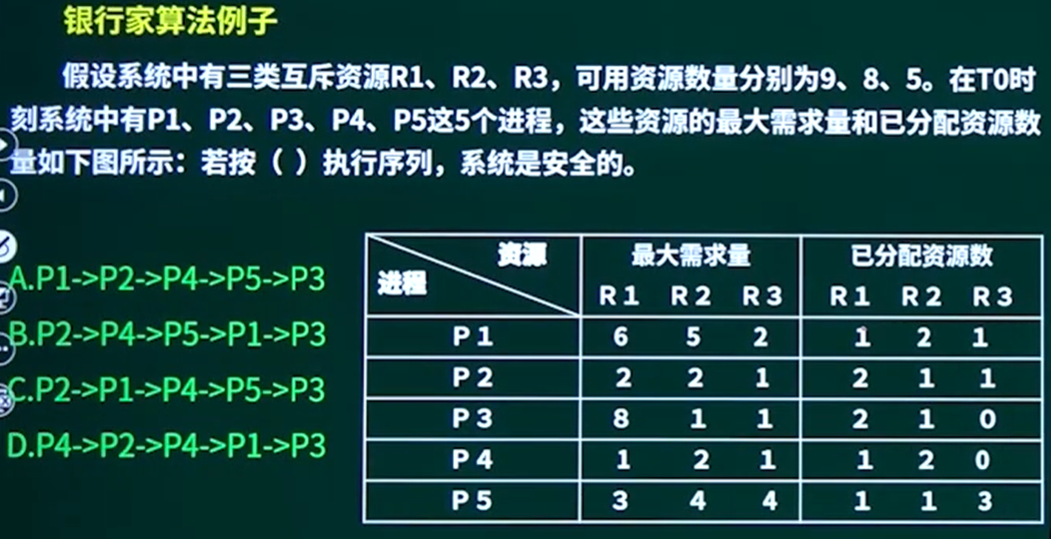 银行家算法例子
假设系统中有三类互斥资源R1、R2、R3，可用资源数量分别为9、8、5。在T0时
刻系统中有P1、P2、P3、P4、P5这5个进程，这些资源的最大需求量和已分配资源数
量如下图所示：若按（ ）执行序列，系统是安全的。
A.P1->P2->P4->P5->P3
B.P2->P4->P5->P1->P3
C.P2->P1->P4->P5->P3
D.P4->P2->P4->P1->P3
资源 最大需求量 已分配资源数
进程 R1 R2 R3 R1 R2 R3
P1 6 5 2 1 2 1
P2 2 2 1 2 1 1
P3 8 1 1 2 1 0
P4 1 2 1 1 2 0
P5 3 4 4 1 1 3